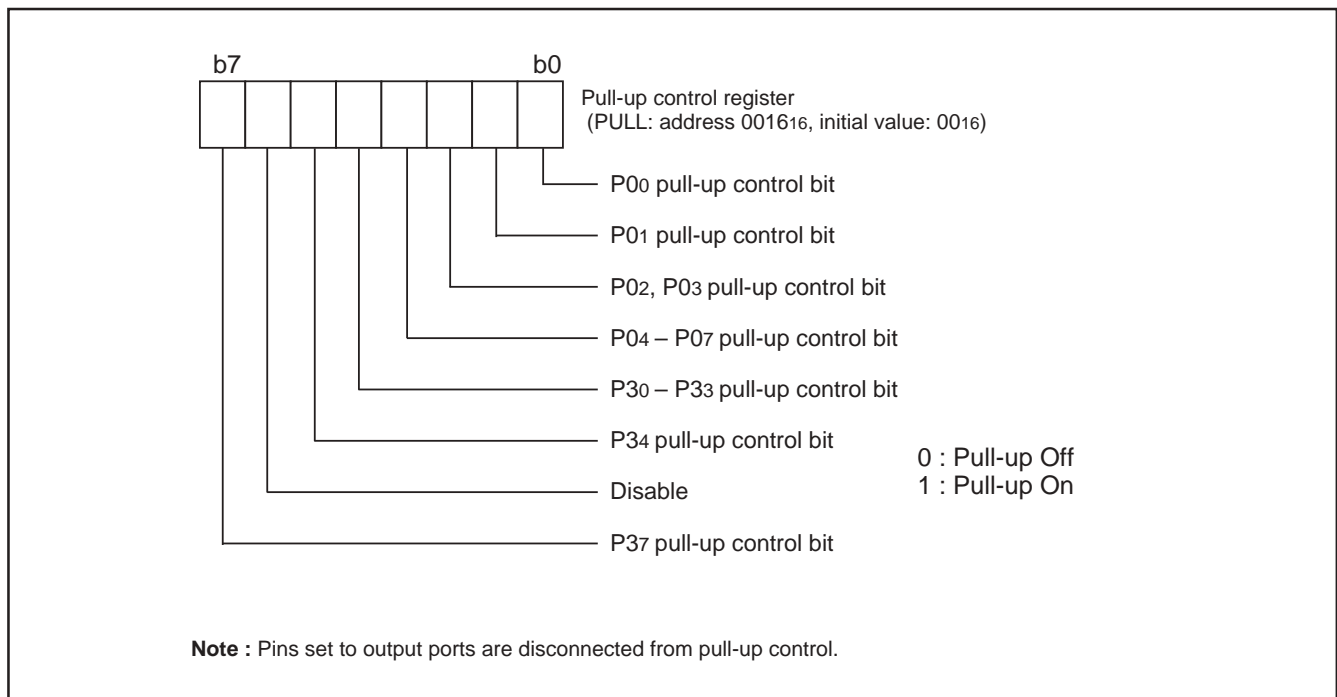 b7 b0
Pull-up control register
(PULL: address 001616, initial value: 0016)
P00 pull-up control bit
P01 pull-up control bit
P02, P03 pull-up control bit
P04 – P07 pull-up control bit
P30 – P33 pull-up control bit
P34 pull-up control bit
Disable
P37 pull-up control bit
0 : Pull-up Off
1 : Pull-up On
Note : Pins set to output ports are disconnected from pull-up control.